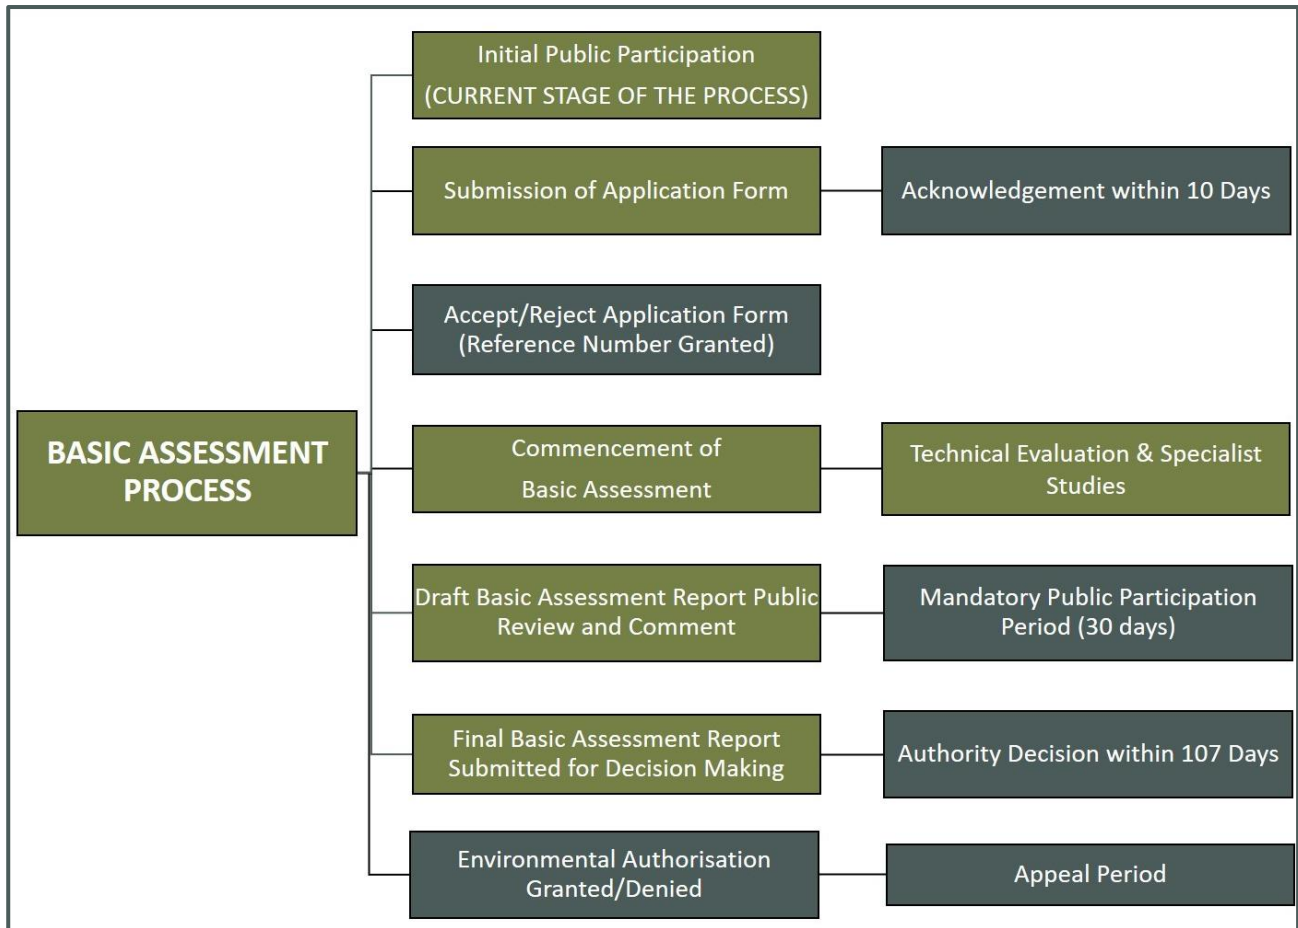 Initial Public Participation
(CURRENT STAGE OF THE PROCESS)
Submission of Application Form
Acknowledgement within 10 Days
Accept/Reject Application Form
(Reference Number Granted)
BASIC ASSESSMENT
PROCESS
Commencement of
Basic Assessment
Technical Evaluation & Specialist
Studies
Draft Basic Assessment Report Public
Review and Comment
Mandatory Public Participation
Period (30 days)
Final Basic Assessment Report
Submitted for Decision Making
Authority Decision within 107 Days
Environmental Authorisation
Granted/Denied
Appeal Period